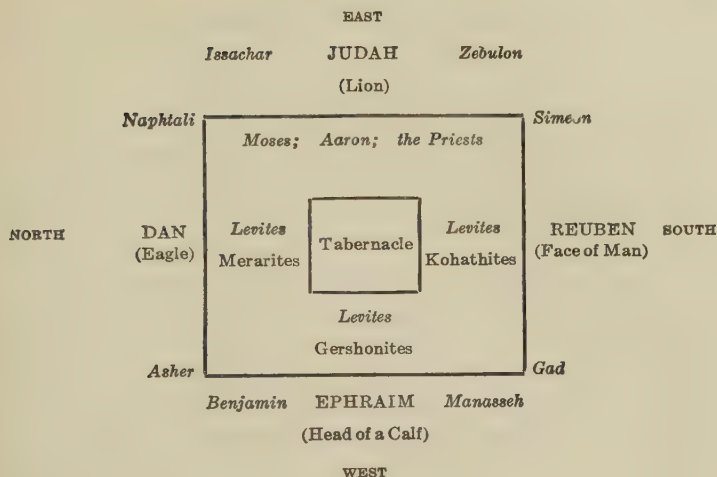 EAST
Issachar JUDAH Zebulon
(Lion)
Naphtali Simeon
Moses; Aaron; the Priests
NORTH DAN Levites Tabernacle Levites REUBEN SOUTH
(Eagle) Merarites Kohathites (Face of Man)
Levites
Gershonites
Asher Gad
Benjamin EPHRAIM Manasseh
(Head of a Calf)
WEST